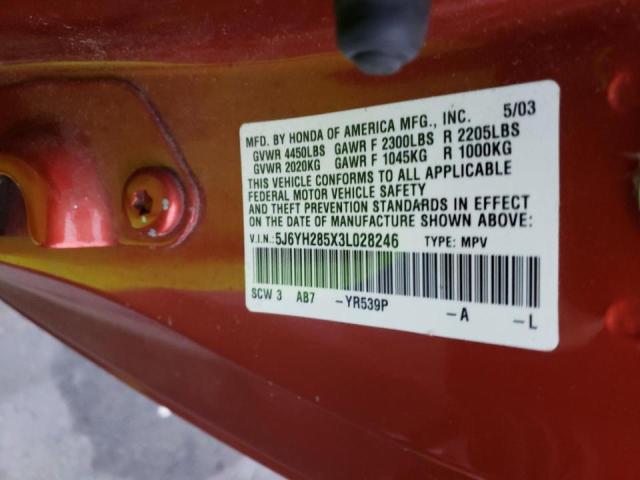 MFD. BY HONDA OF AMERICA MFG., INC. 5/03
GVWR 4450LBS GAWR F 2300LBS R 2205LBS
GVWR 2020KG GAWR F 1045KG R 1000KG
THIS VEHICLE CONFORMS TO ALL APPLICABLE
FEDERAL MOTOR VEHICLE SAFETY
AND THEFT PREVENTION STANDARDS IN EFFECT
ON THE DATE OF MANUFACTURE SHOWN ABOVE.
V.I.N.:5J6YH285X3L028246 TYPE: MPV
SCW 3 AB7 -YR539P -A -L